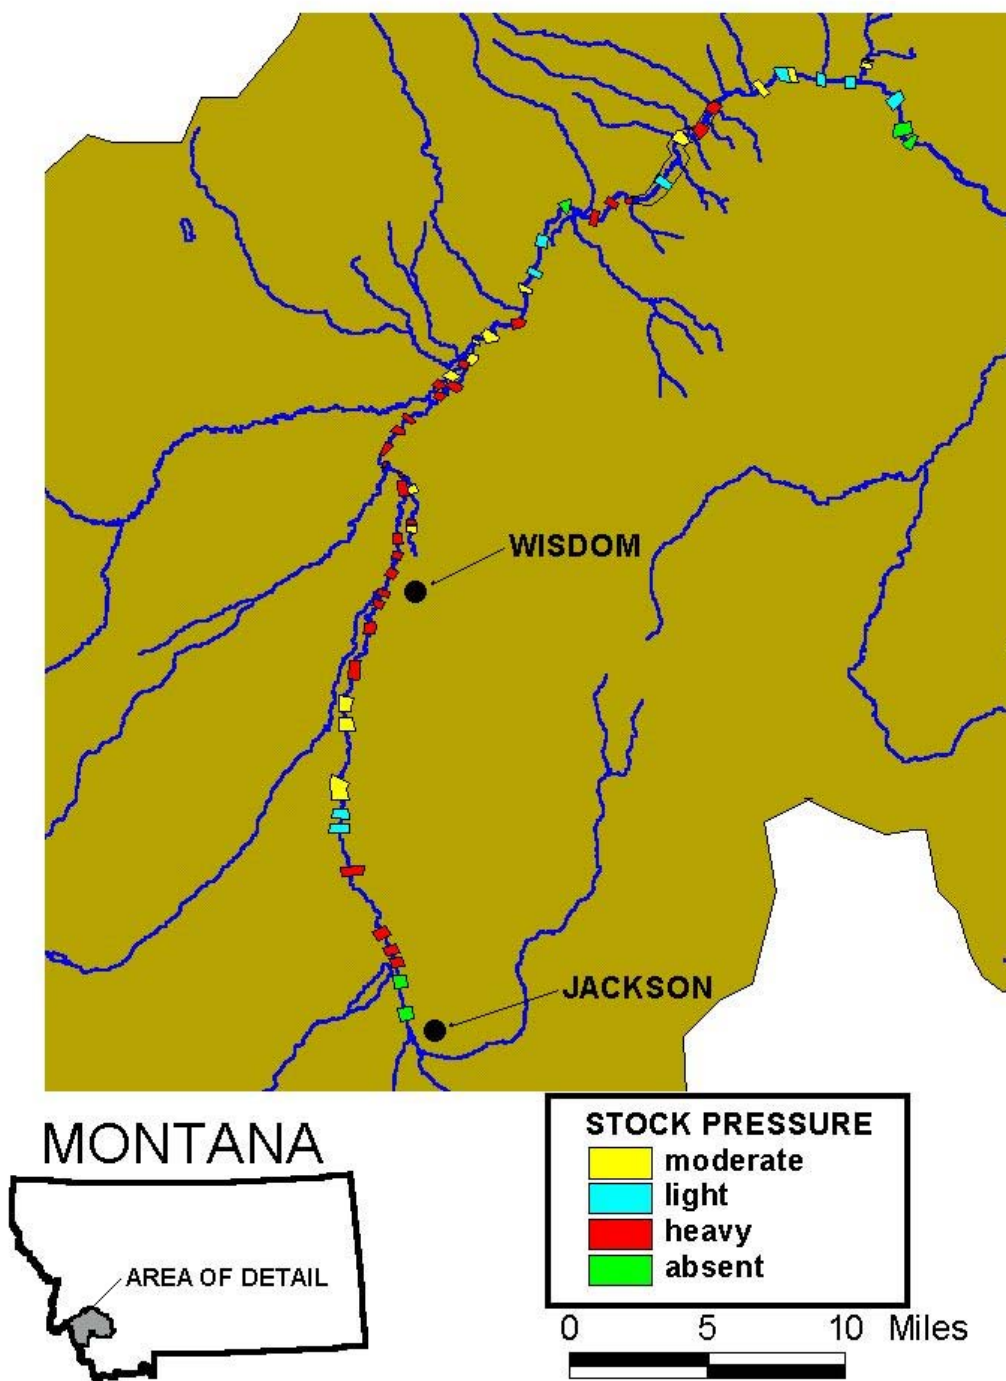 WISDOM
JACKSON
MONTANA
AREA OF DETAIL
STOCK PRESSURE
moderate
light
heavy
absent
0 5 10 Miles